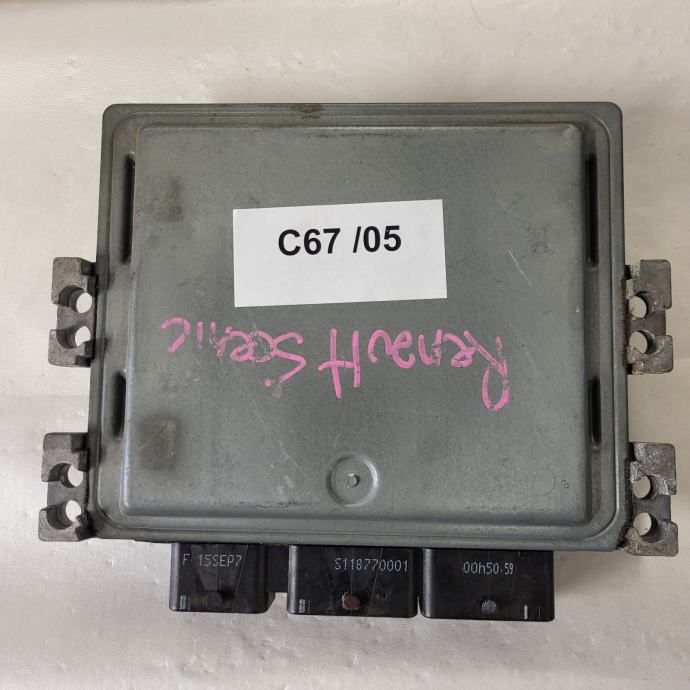 C67 /05
Renault Scenic
F 15SEP7
S118770001
00h50:59